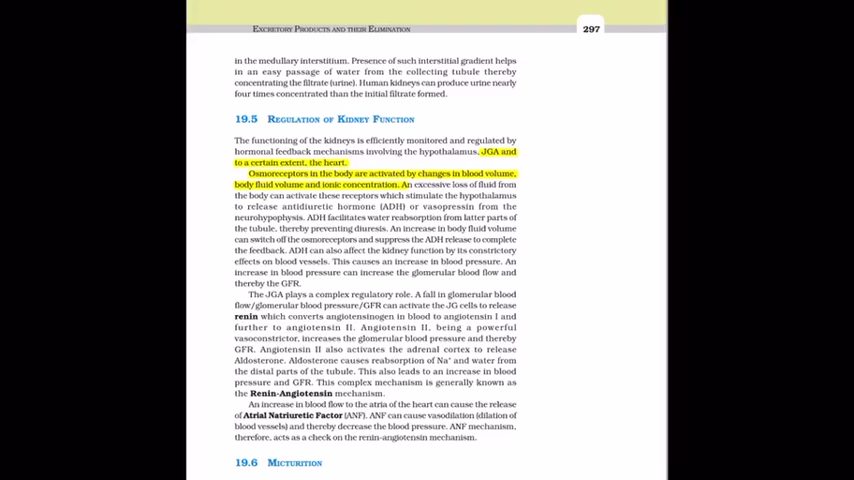 EXCRETORY PRODUCTS AND THEIR ELIMINATION 297
in the medullary interstitium. Presence of such interstitial gradient helps
in an easy passage of water from the collecting tubule thereby
concentrating the filtrate (urine). Human kidneys can produce urine nearly
four times concentrated than the initial filtrate formed.
19.5 REGULATION OF KIDNEY FUNCTION
The functioning of the kidneys is efficiently monitored and regulated by
hormonal feedback mechanisms involving the hypothalamus, JGA and
to a certain extent, the heart.
Osmoreceptors in the body are activated by changes in blood volume,
body fluid volume and ionic concentration. An excessive loss of fluid from
the body can activate these receptors which stimulate the hypothalamus
to release antidiuretic hormone (ADH) or vasopressin from the
neurohypophysis. ADH facilitates water reabsorption from latter parts of
the tubule, thereby preventing diuresis. An increase in body fluid volume
can switch off the osmoreceptors and suppress the ADH release to complete
the feedback. ADH can also affect the kidney function by its constrictory
effects on blood vessels. This causes an increase in blood pressure. An
increase in blood pressure can increase the glomerular blood flow and
thereby the GFR.
The JGA plays a complex regulatory role. A fall in glomerular blood
flow/glomerular blood pressure/GFR can activate the JG cells to release
renin which converts angiotensinogen in blood to angiotensin I and
further to angiotensin II. Angiotensin II, being a powerful
vasoconstrictor, increases the glomerular blood pressure and thereby
GFR. Angiotensin II also activates the adrenal cortex to release
Aldosterone. Aldosterone causes reabsorption of Na⁺ and water from
the distal parts of the tubule. This also leads to an increase in blood
pressure and GFR. This complex mechanism is generally known as
the Renin-Angiotensin mechanism.
An increase in blood flow to the atria of the heart can cause the release
of Atrial Natriuretic Factor (ANF). ANF can cause vasodilation (dilation of
blood vessels) and thereby decrease the blood pressure. ANF mechanism,
therefore, acts as a check on the renin-angiotensin mechanism.
19.6 MICTURITION